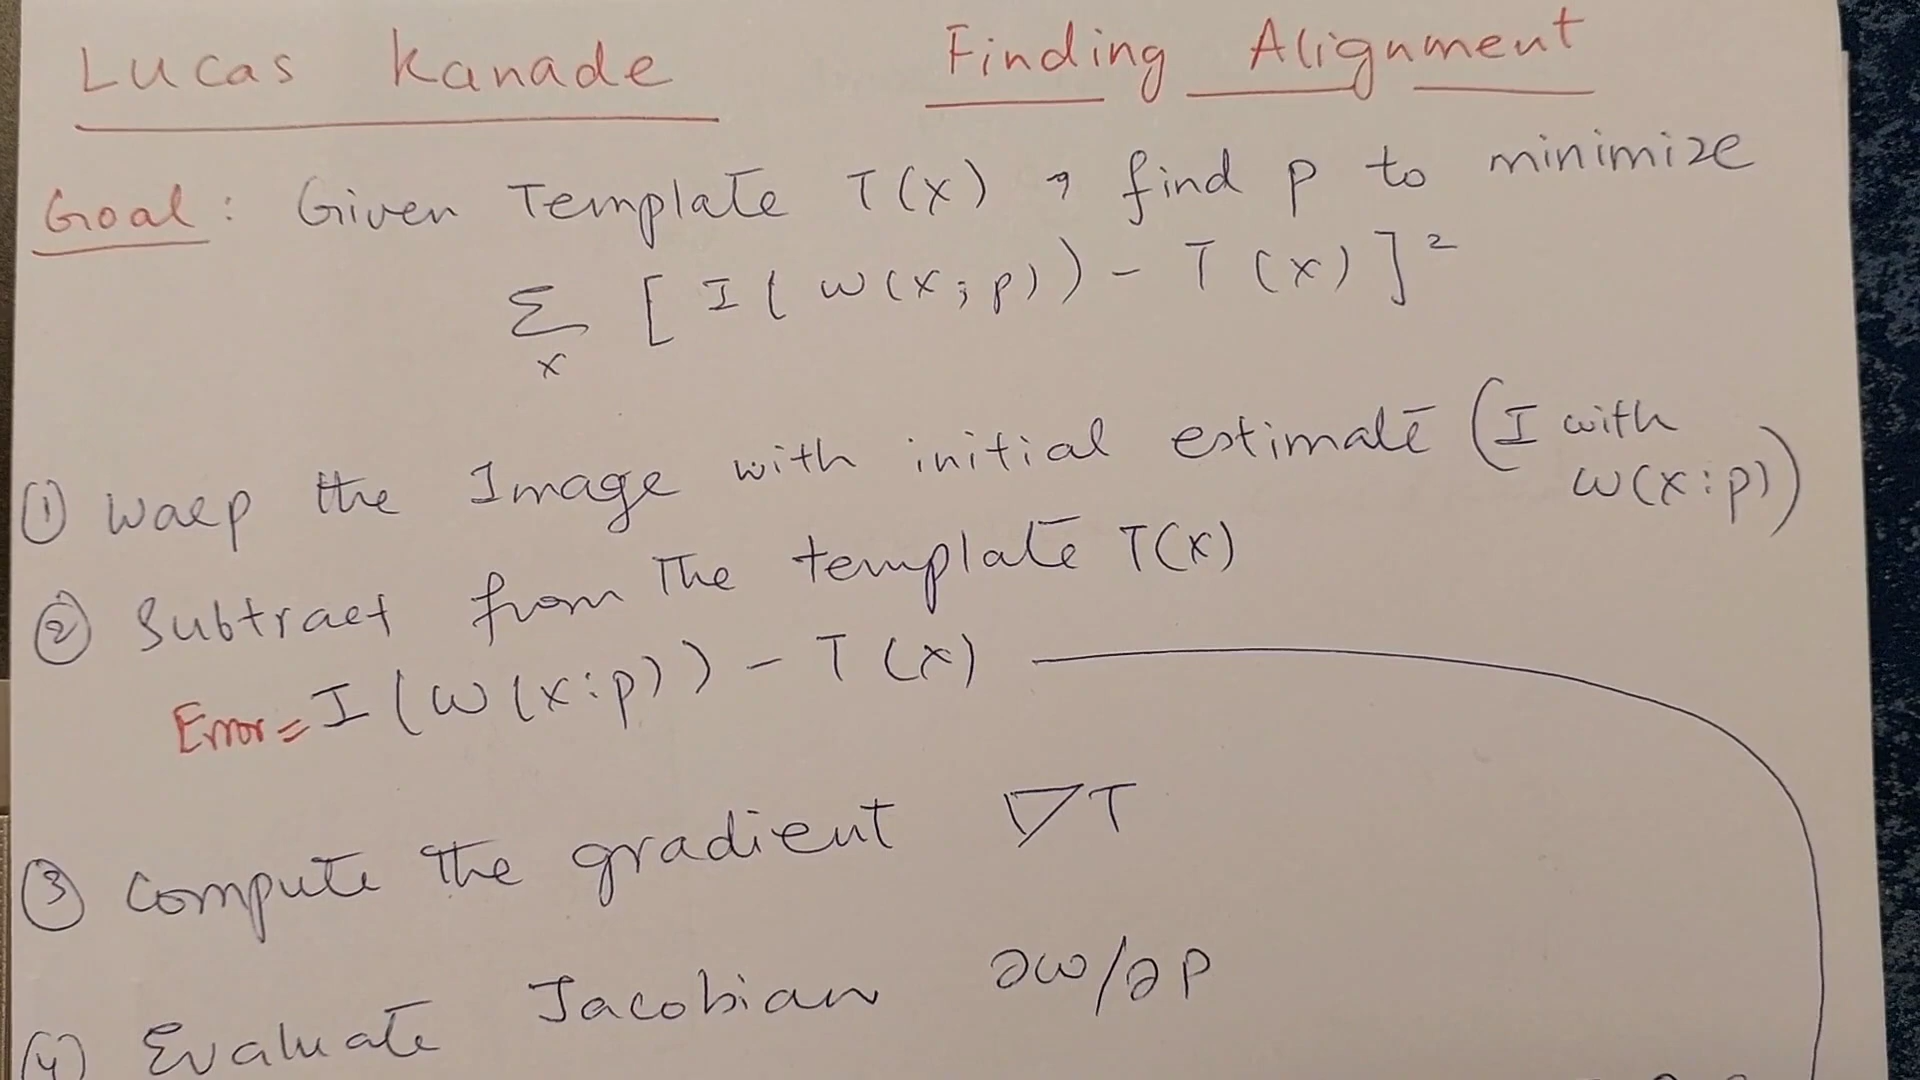 Lucas Kanade Finding Alignment
Goal: Given Template T(x), find p to minimize
Σ [I(w(x;p)) - T(x)]²
x
① Warp the Image with initial estimate (I with
w(x:p))
② Subtract from the template T(x)
Error = I(w(x:p)) - T(x)
③ Compute the gradient ∇T
④ Evaluate Jacobian ∂w/∂p